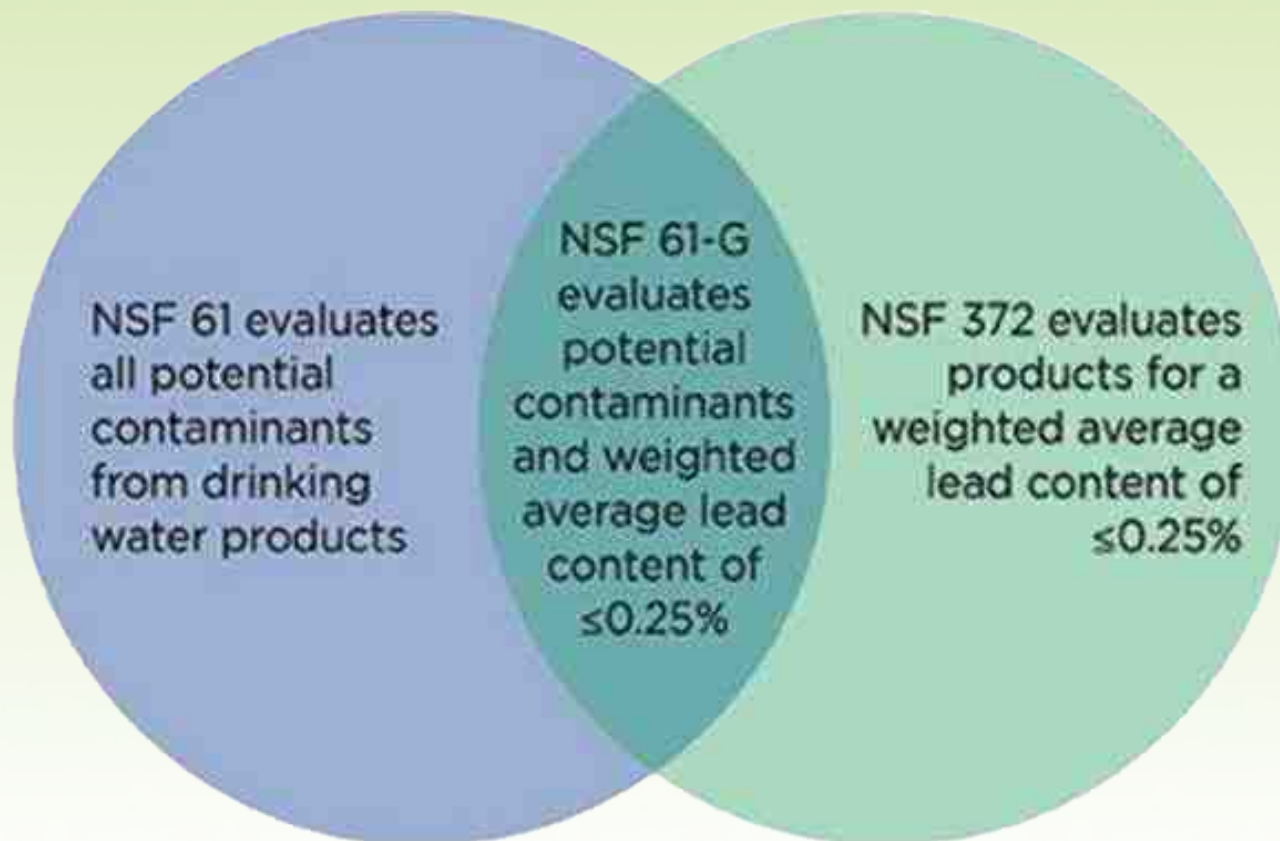 NSF 61 evaluates
all potential
contaminants
from drinking
water products
NSF 61-G
evaluates
potential
contaminants
and weighted
average lead
content of
≤0.25%
NSF 372 evaluates
products for a
weighted average
lead content of
≤0.25%